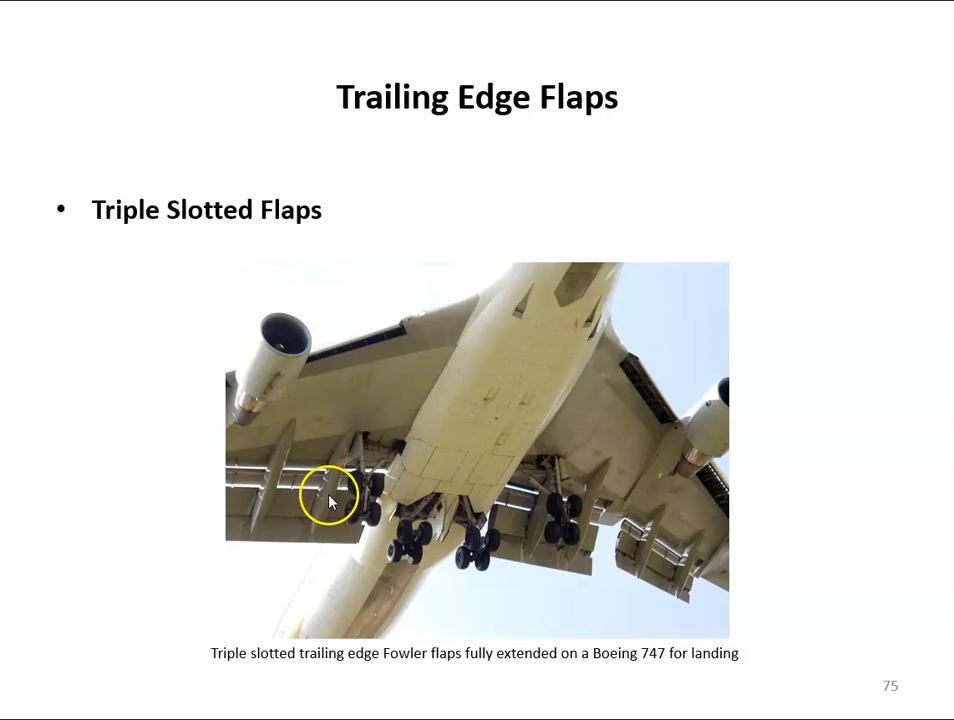 Trailing Edge Flaps
• Triple Slotted Flaps
Triple slotted trailing edge Fowler flaps fully extended on a Boeing 747 for landing
75